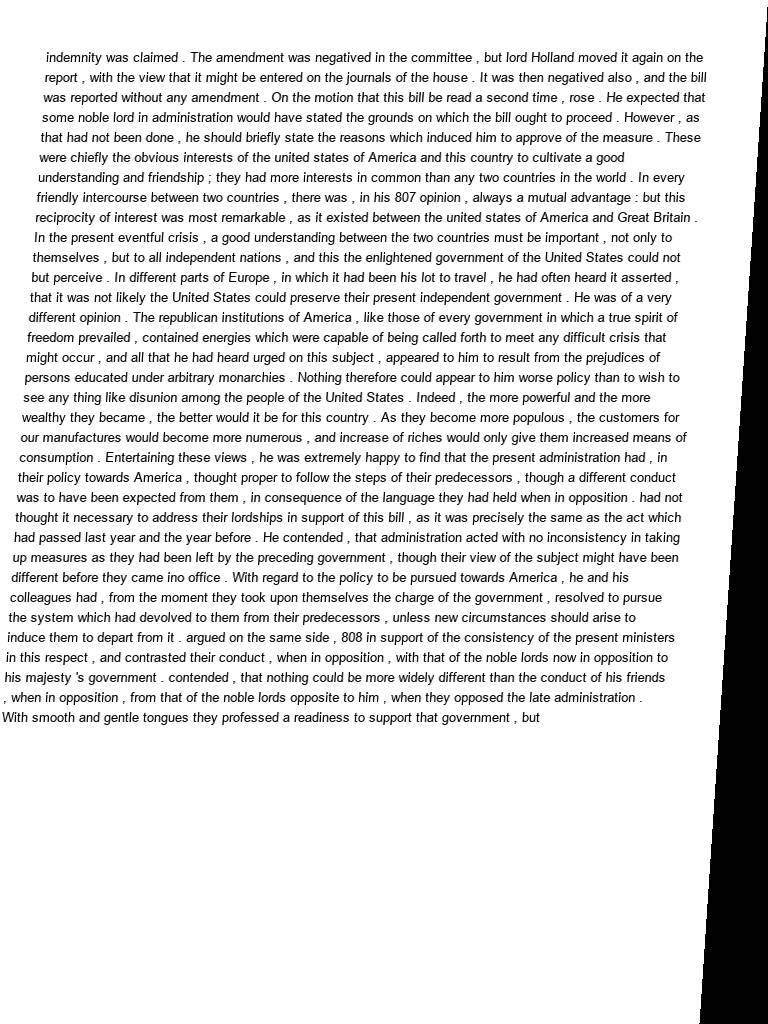 indemnity was claimed . The amendment was negatived in the committee , but lord Holland moved it again on the
report , with the view that it might be entered on the journals of the house . It was then negatived also , and the bill
was reported without any amendment . On the motion that this bill be read a second time , rose . He expected that
some noble lord in administration would have stated the grounds on which the bill ought to proceed . However , as
that had not been done , he should briefly state the reasons which induced him to approve of the measure . These
were chiefly the obvious interests of the united states of America and this country to cultivate a good
understanding and friendship ; they had more interests in common than any two countries in the world . In every
friendly intercourse between two countries , there was , in his 807 opinion , always a mutual advantage : but this
reciprocity of interest was most remarkable , as it existed between the united states of America and Great Britain .
In the present eventful crisis , a good understanding between the two countries must be important , not only to
themselves , but to all independent nations , and this the enlightened government of the United States could not
but perceive . In different parts of Europe , in which it had been his lot to travel , he had often heard it asserted ,
that it was not likely the United States could preserve their present independent government . He was of a very
different opinion . The republican institutions of America , like those of every government in which a true spirit of
freedom prevailed , contained energies which were capable of being called forth to meet any difficult crisis that
might occur , and all that he had heard urged on this subject , appeared to him to result from the prejudices of
persons educated under arbitrary monarchies . Nothing therefore could appear to him worse policy than to wish to
see any thing like disunion among the people of the United States . Indeed , the more powerful and the more
wealthy they became , the better would it be for this country . As they become more populous , the customers for
our manufactures would become more numerous , and increase of riches would only give them increased means of
consumption . Entertaining these views , he was extremely happy to find that the present administration had , in
their policy towards America , thought proper to follow the steps of their predecessors , though a different conduct
was to have been expected from them , in consequence of the language they had held when in opposition . had not
thought it necessary to address their lordships in support of this bill , as it was precisely the same as the act which
had passed last year and the year before . He contended , that administration acted with no inconsistency in taking
up measures as they had been left by the preceding government , though their view of the subject might have been
different before they came ino office . With regard to the policy to be pursued towards America , he and his
colleagues had , from the moment they took upon themselves the charge of the government , resolved to pursue
the system which had devolved to them from their predecessors , unless new circumstances should arise to
induce them to depart from it . argued on the same side , 808 in support of the consistency of the present ministers
in this respect , and contrasted their conduct , when in opposition , with that of the noble lords now in opposition to
his majesty 's government . contended , that nothing could be more widely different than the conduct of his friends
, when in opposition , from that of the noble lords opposite to him , when they opposed the late administration .
With smooth and gentle tongues they professed a readiness to support that government , but